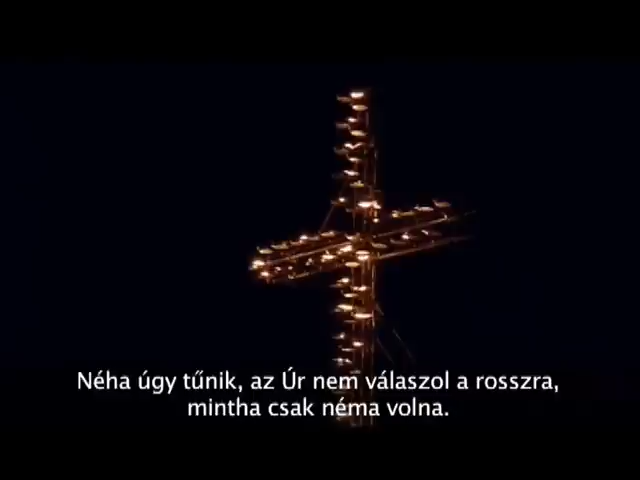 Néha úgy tűnik, az Úr nem válaszol a rosszra,
mintha csak néma volna.